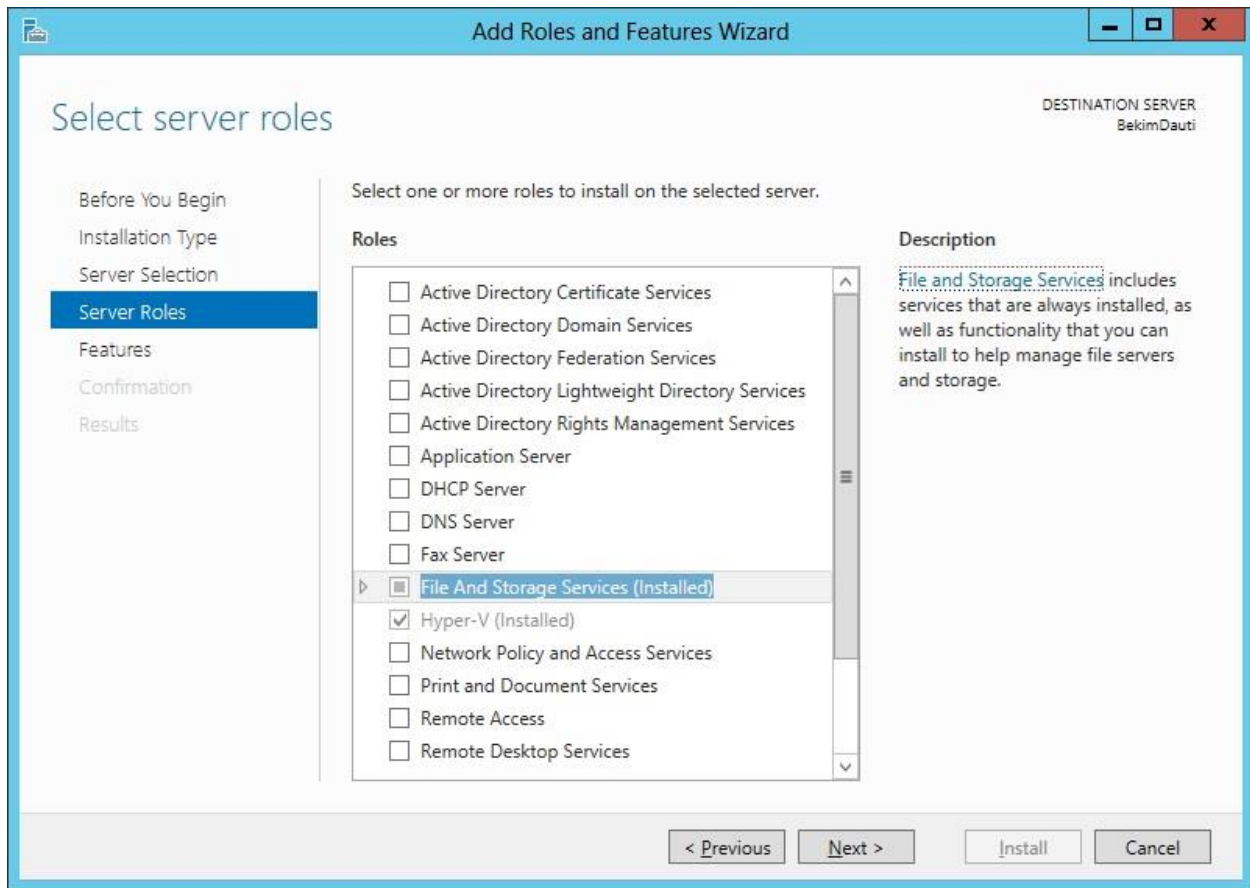 Add Roles and Features Wizard
Select server roles
DESTINATION SERVER
BekimDauti
Before You Begin
Installation Type
Server Selection
Server Roles
Features
Confirmation
Results
Select one or more roles to install on the selected server.
Roles
Active Directory Certificate Services
Active Directory Domain Services
Active Directory Federation Services
Active Directory Lightweight Directory Services
Active Directory Rights Management Services
Application Server
DHCP Server
DNS Server
Fax Server
File And Storage Services (Installed)
Hyper-V (Installed)
Network Policy and Access Services
Print and Document Services
Remote Access
Remote Desktop Services
Description
File and Storage Services includes
services that are always installed, as
well as functionality that you can
install to help manage file servers
and storage.
< Previous
Next >
Install
Cancel